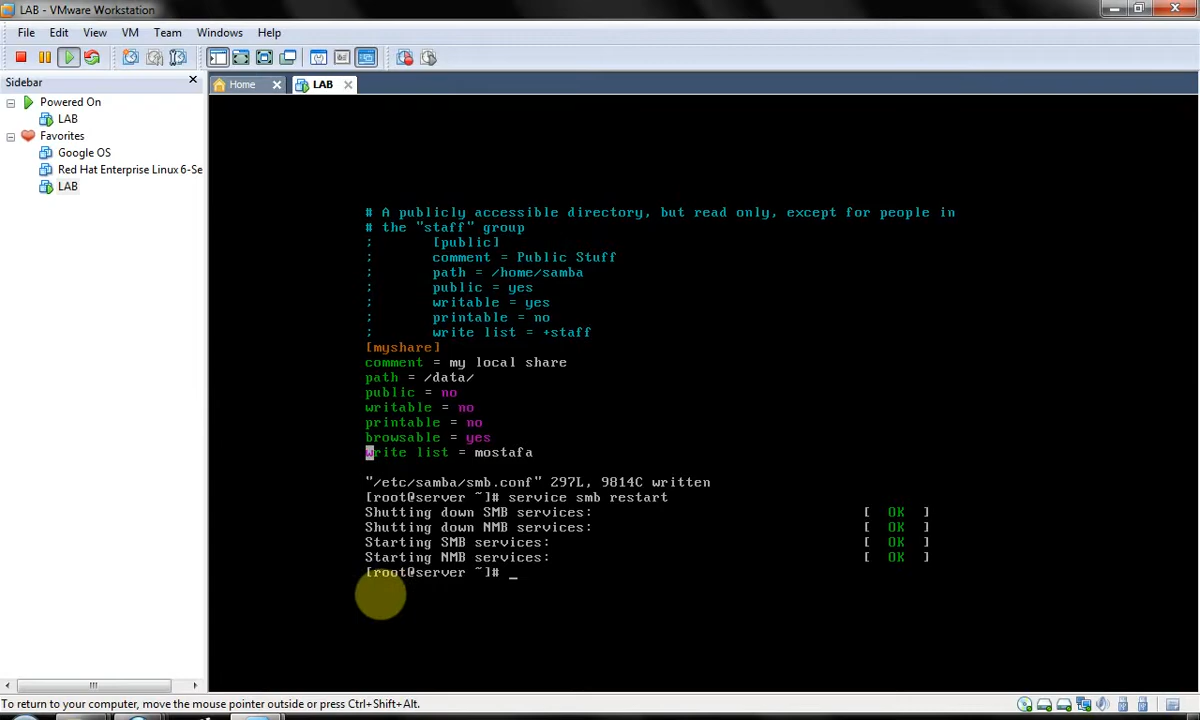 LAB - VMware Workstation
File Edit View VM Team Windows Help
Sidebar
Home LAB
Powered On
LAB
Favorites
Google OS
Red Hat Enterprise Linux 6-Se
LAB
# A publicly accessible directory, but read only, except for people in
# the "staff" group
; [public]
; comment = Public Stuff
; path = /home/samba
; public = yes
; writable = yes
; printable = no
; write list = +staff
[myshare]
comment = my local share
path = /data/
public = no
writable = no
printable = no
browsable = yes
write list = mostafa
"/etc/samba/smb.conf" 297L, 9814C written
[root@server ~]# service smb restart
Shutting down SMB services: [ OK ]
Shutting down NMB services: [ OK ]
Starting SMB services: [ OK ]
Starting NMB services: [ OK ]
[root@server ~]# _
To return to your computer, move the mouse pointer outside or press Ctrl+Shift+Alt.